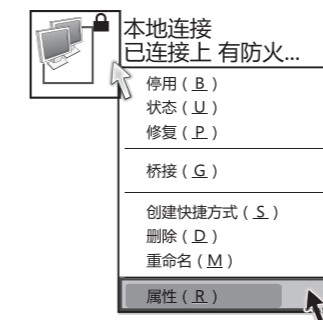 本地连接
已连接上 有防火...
停用（B）
状态（U）
修复（P）
桥接（G）
创建快捷方式（S）
删除（D）
重命名（M）
属性（R）